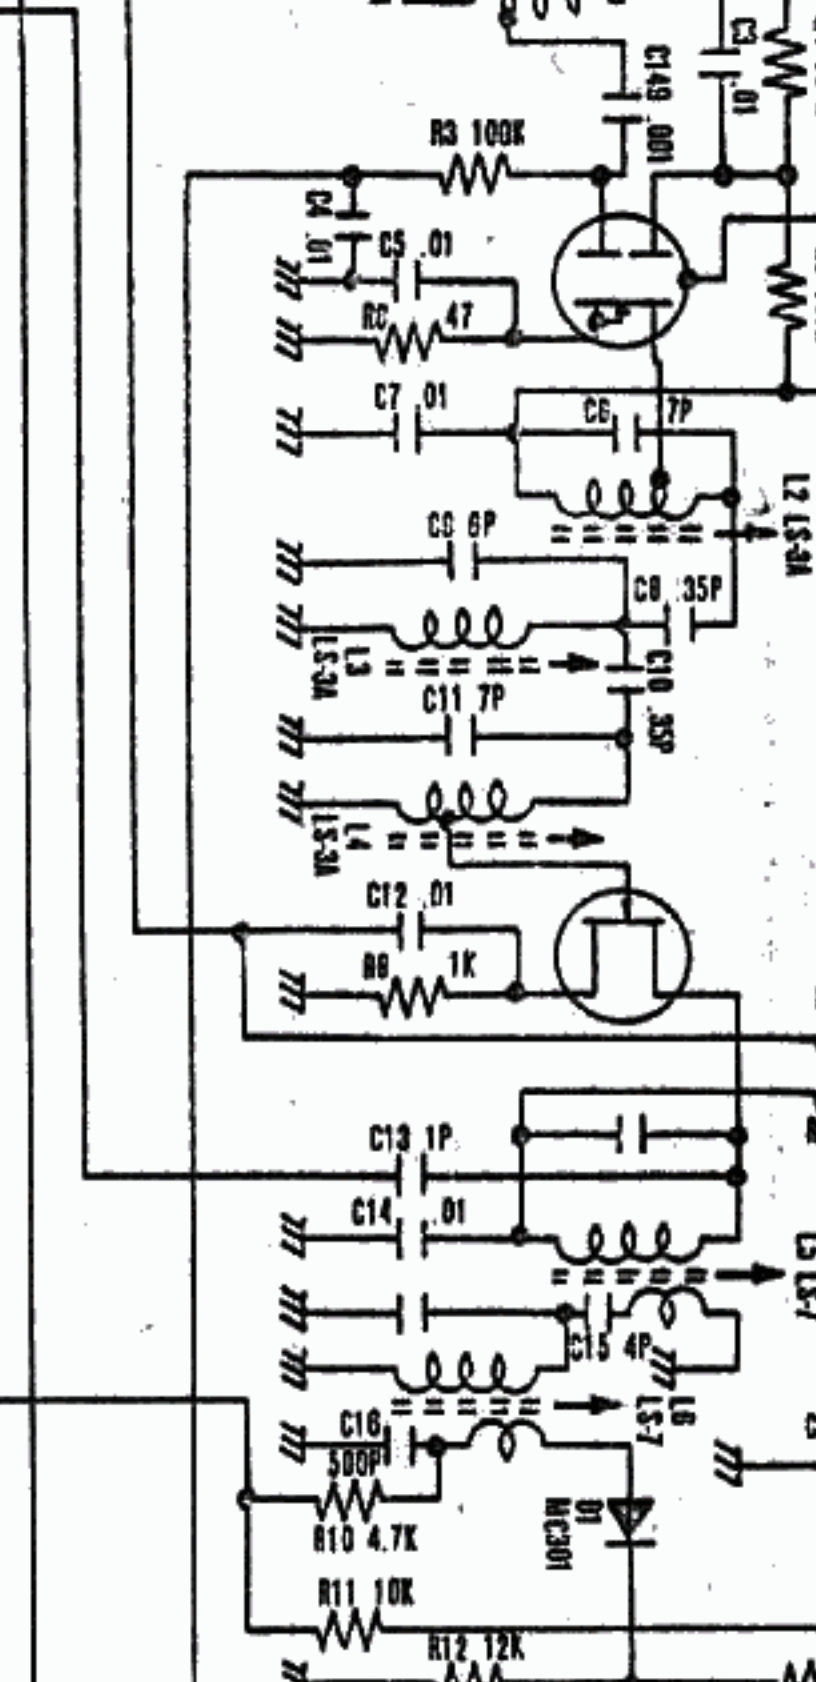 C3 .01
C149 .001
R3 100K
C4 .01
C5 .01
47
C7 .01
C6 7P
L2 LS-3A
C9 6P
C8 .35P
L3
LS-3A
C10 .35P
C11 7P
L4
LS-3A
C12 .01
1K
C13 1P
C14 .01
L5 LS-7
C15 4P
L6
LS-7
C16
500P
R10 4.7K
D1
MC301
R11 10K
R12 12K